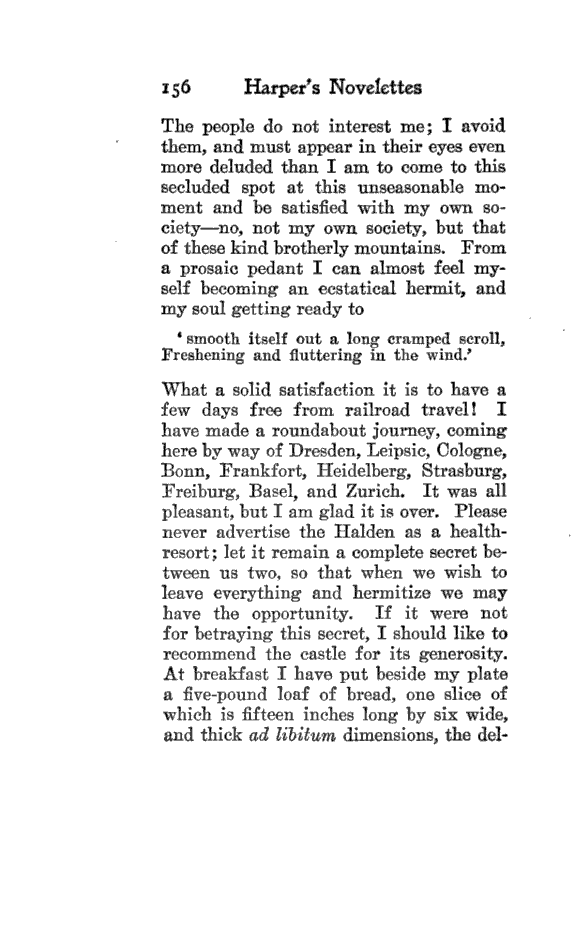 156 Harper's Novelettes
The people do not interest me; I avoid
them, and must appear in their eyes even
more deluded than I am to come to this
secluded spot at this unseasonable mo-
ment and be satisfied with my own so-
ciety—no, not my own society, but that
of these kind brotherly mountains. From
a prosaic pedant I can almost feel my-
self becoming an ecstatical hermit, and
my soul getting ready to
‘smooth itself out a long cramped scroll,
Freshening and fluttering in the wind.’
What a solid satisfaction it is to have a
few days free from railroad travel! I
have made a roundabout journey, coming
here by way of Dresden, Leipsic, Cologne,
Bonn, Frankfort, Heidelberg, Strasburg,
Freiburg, Basel, and Zurich. It was all
pleasant, but I am glad it is over. Please
never advertise the Halden as a health-
resort; let it remain a complete secret be-
tween us two, so that when we wish to
leave everything and hermitize we may
have the opportunity. If it were not
for betraying this secret, I should like to
recommend the castle for its generosity.
At breakfast I have put beside my plate
a five-pound loaf of bread, one slice of
which is fifteen inches long by six wide,
and thick ad libitum dimensions, the del-